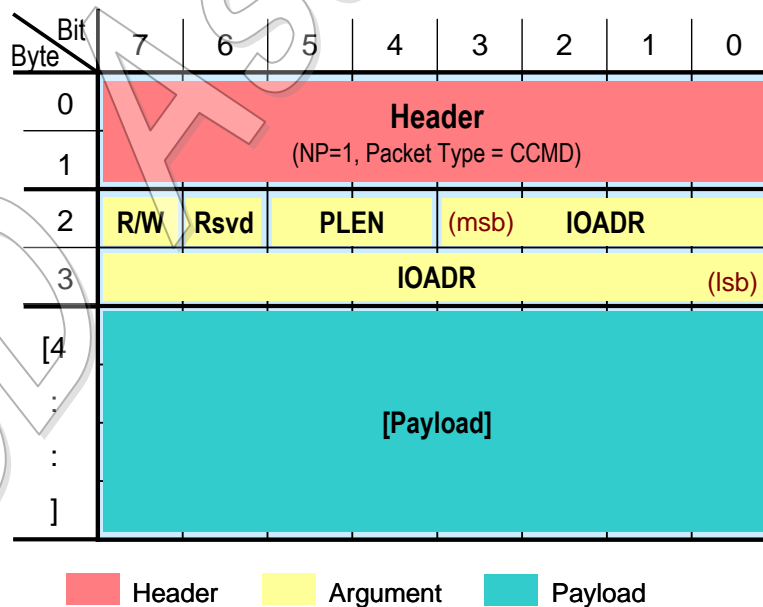 Bit
Byte 7 6 5 4 3 2 1 0
0 Header
(NP=1, Packet Type = CCMD)
1
2 R/W Rsvd PLEN (msb) IOADR
3 IOADR (lsb)
[4
:
[Payload]
:
]
Header Argument Payload